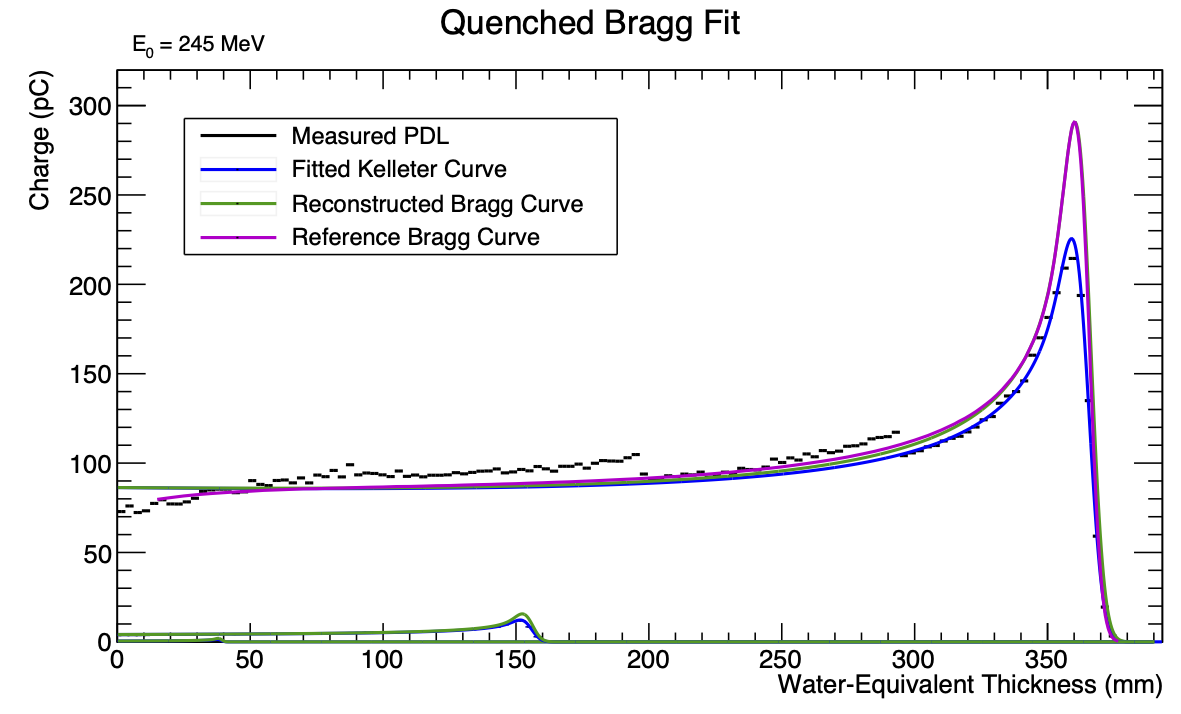 Quenched Bragg Fit
E0 = 245 MeV
Charge (pC)
300
250
200
150
100
50
0
Measured PDL
Fitted Kelleter Curve
Reconstructed Bragg Curve
Reference Bragg Curve
0 50 100 150 200 250 300 350
Water-Equivalent Thickness (mm)